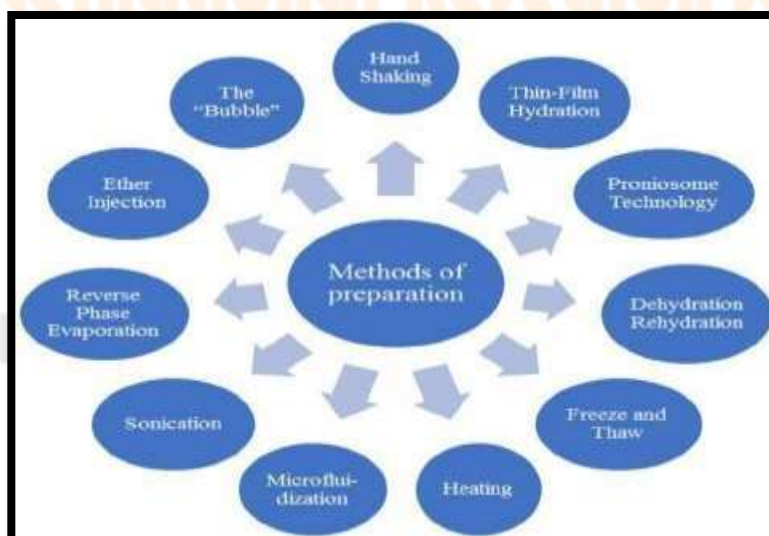 Methods of
preparation
Hand
Shaking
Thin-Film
Hydration
Proniosome
Technology
Dehydration
Rehydration
Freeze and
Thaw
Heating
Microflui-
dization
Sonication
Reverse
Phase
Evaporation
Ether
Injection
The
“Bubble”